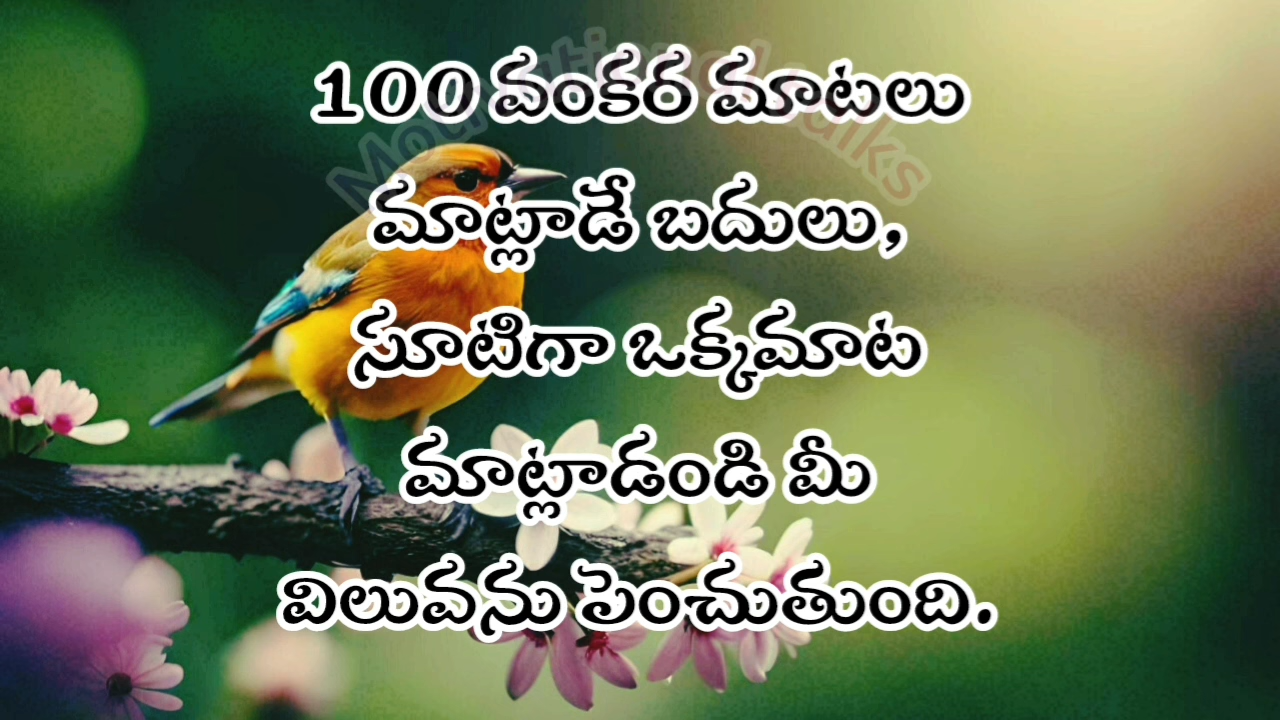 100 వంకర మాటలు
మాట్లాడే బదులు,
సూటిగా ఒక్కమాట
మాట్లాడండి మీ
విలువను పెంచుతుంది.